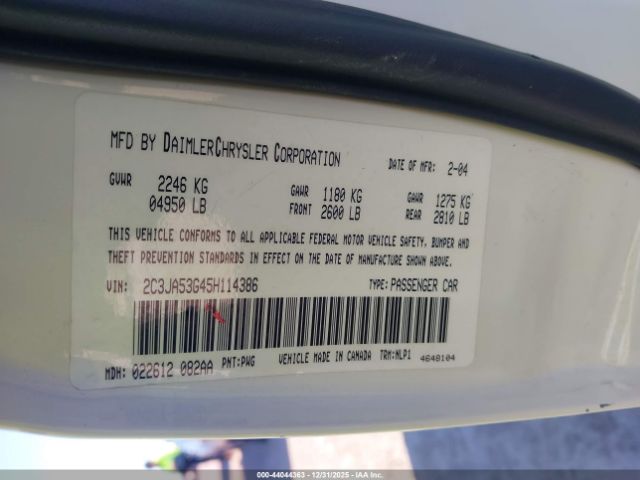 MFD BY DAIMLERCHRYSLER CORPORATION DATE OF MFR: 2-04
GVWR 2246 KG GAWR 1180 KG GAWR 1275 KG
04950 LB FRONT 2600 LB REAR 2810 LB
THIS VEHICLE CONFORMS TO ALL APPLICABLE FEDERAL MOTOR VEHICLE SAFETY, BUMPER AND
THEFT PREVENTION STANDARDS IN EFFECT ON THE DATE OF MANUFACTURE SHOWN ABOVE.
VIN: 2C3JA53G45H114386 TYPE: PASSENGER CAR
MDH: 022612 082AA PNT: PWG VEHICLE MADE IN CANADA TRM: NLP1 4648104
000-44044363 - 12/31/2025 - IAA Inc.